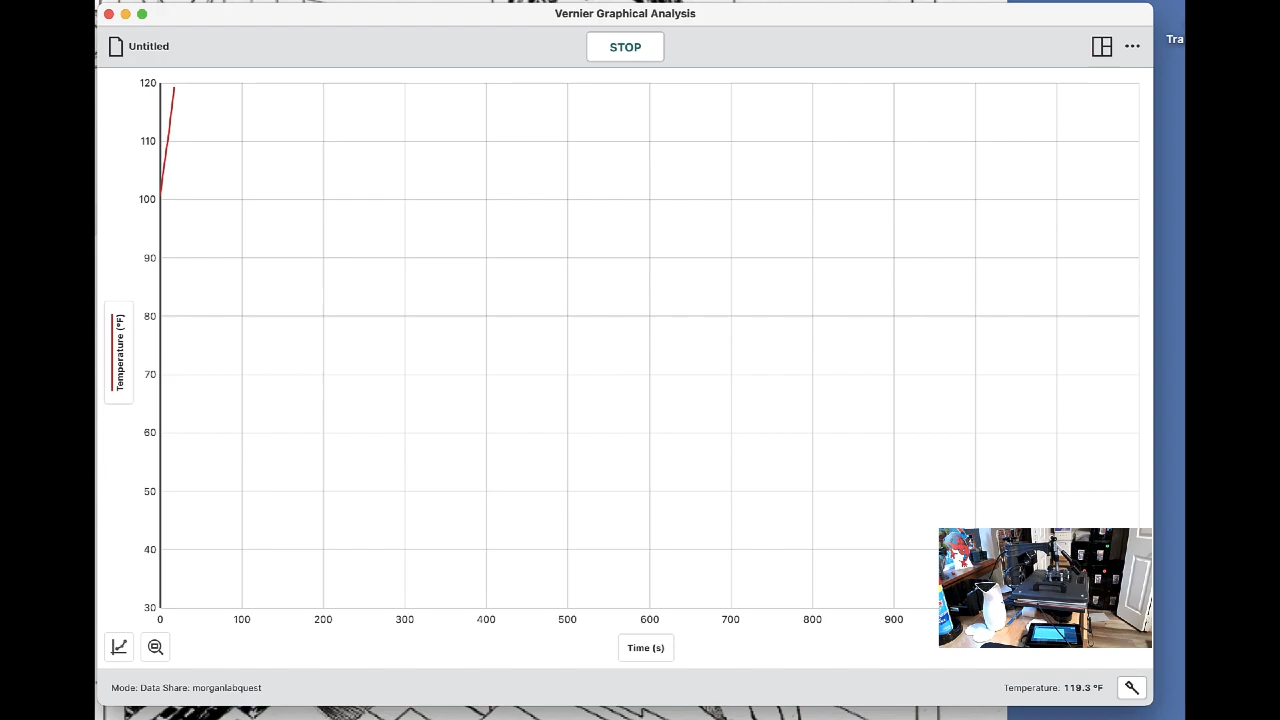 Vernier Graphical Analysis
Untitled
STOP
Tra
120
110
100
90
80
70
60
50
40
30
Temperature (°F)
0 100 200 300 400 500 600 700 800 900
Time (s)
Mode: Data Share: morganlabquest
Temperature: 119.3 °F